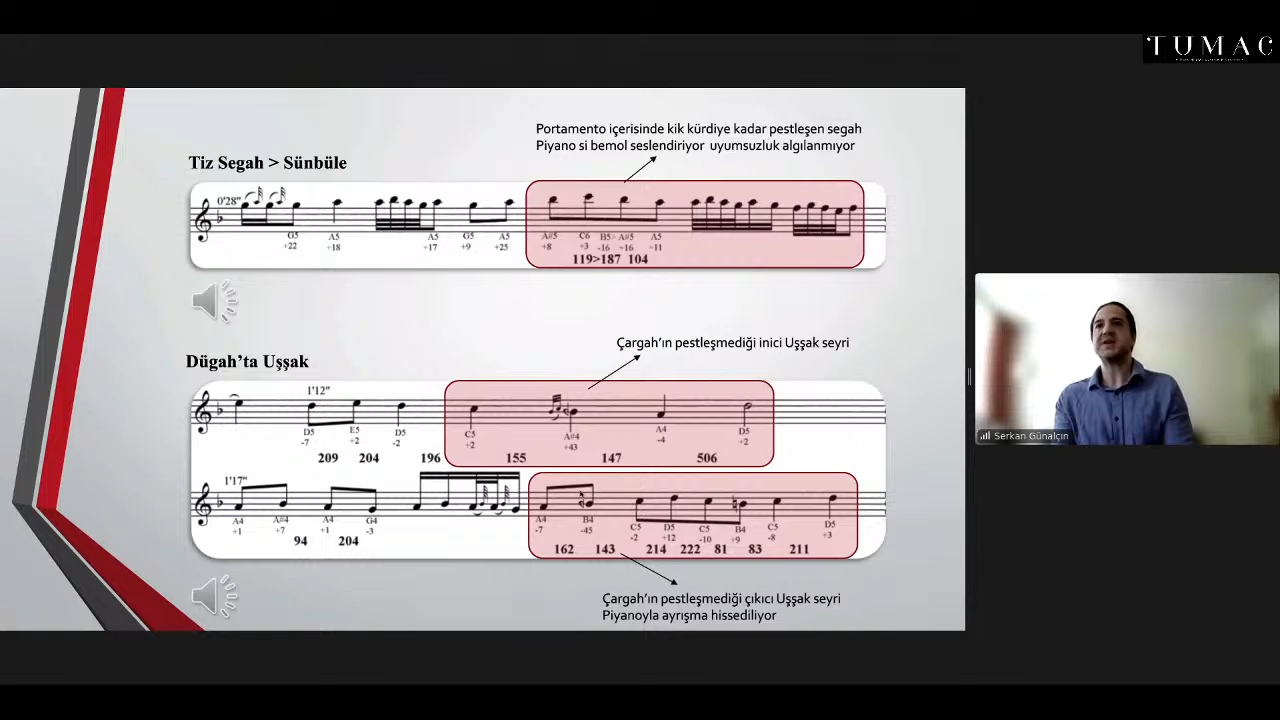 TUMAC
Portamento içerisinde kik kürdiye kadar pestleşen segah
Piyano si bemol seslendiriyor uyumsuzluk algılanmıyor
Tiz Segah > Sünbüle
0'28"
G5 A5 A5 G5 A5 A#5 C6 B5> A#5 A5
+22 +18 +17 +9 +25 +8 +3 -16 +16 +11
119>187 104
Çargah'ın pestleşmediği inici Uşşak seyri
Dügah'ta Uşşak
1'12"
D5 E5 D5 C5 A#4 A4 D5
-7 +2 -2 +2 +43 -4 +2
209 204 196 155 147 506
1'17"
A4 A#4 A4 G4 A4 B4 C5 D5 C5 B4 C5 D5
+1 +7 +1 -3 -7 -45 -2 +12 -10 +9 -8 +3
94 204 162 143 214 222 81 83 211
Çargah'ın pestleşmediği çıkıcı Uşşak seyri
Piyanoyla ayrışma hissediliyor
Serkan Günalçın